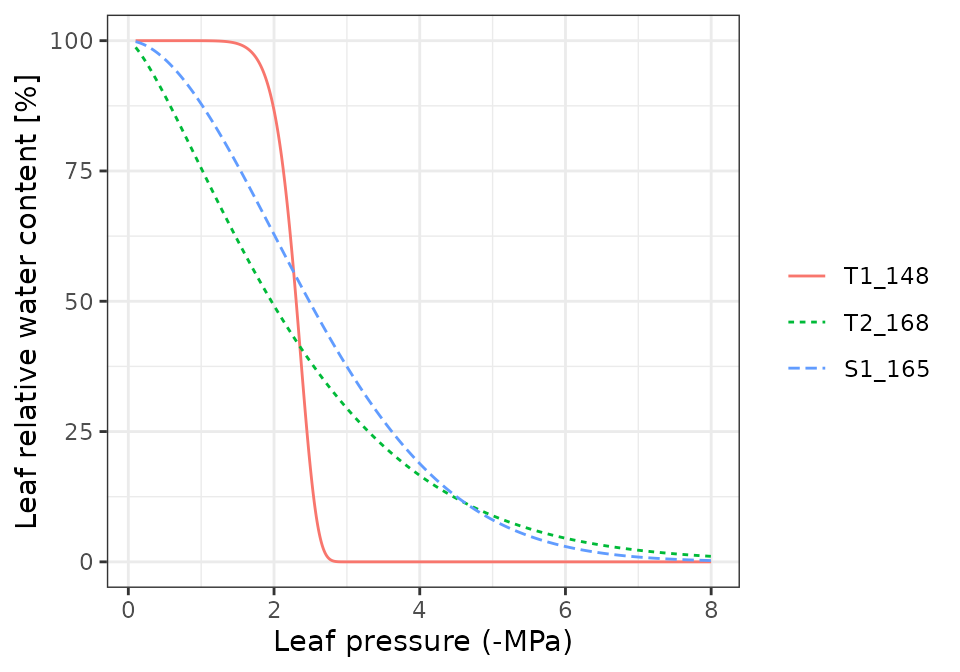 Leaf relative water content [%]
100
75
50
25
0
0 2 4 6 8
Leaf pressure (-MPa)
T1_148
T2_168
S1_165